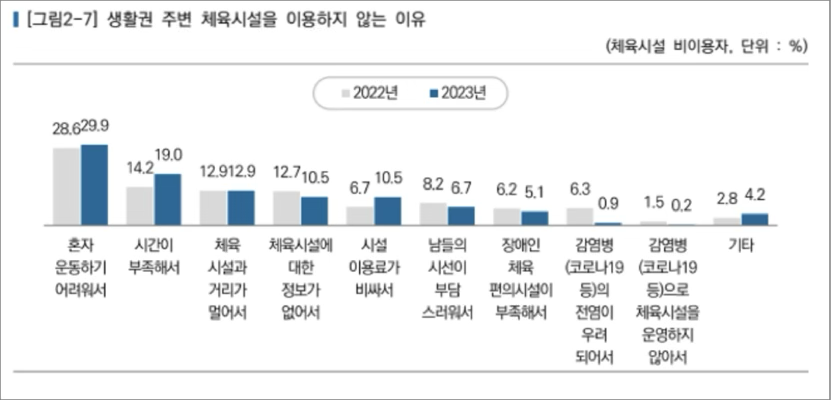 [그림2-7] 생활권 주변 체육시설을 이용하지 않는 이유
(체육시설 비이용자, 단위 : %)
2022년 2023년
28.6 29.9 14.2 19.0 12.9 12.9 12.7 10.5 6.7 10.5 8.2 6.7 6.2 5.1 6.3 0.9 1.5 0.2 2.8 4.2
혼자
운동하기
어려워서
시간이
부족해서
체육
시설과
거리가
멀어서
체육시설에
대한
정보가
없어서
시설
이용료가
비싸서
남들의
시선이
부담
스러워서
장애인
체육
편의시설이
부족해서
감염병
(코로나19
등)의
전염이
우려
되어서
감염병
(코로나19
등)으로
체육시설을
운영하지
않아서
기타